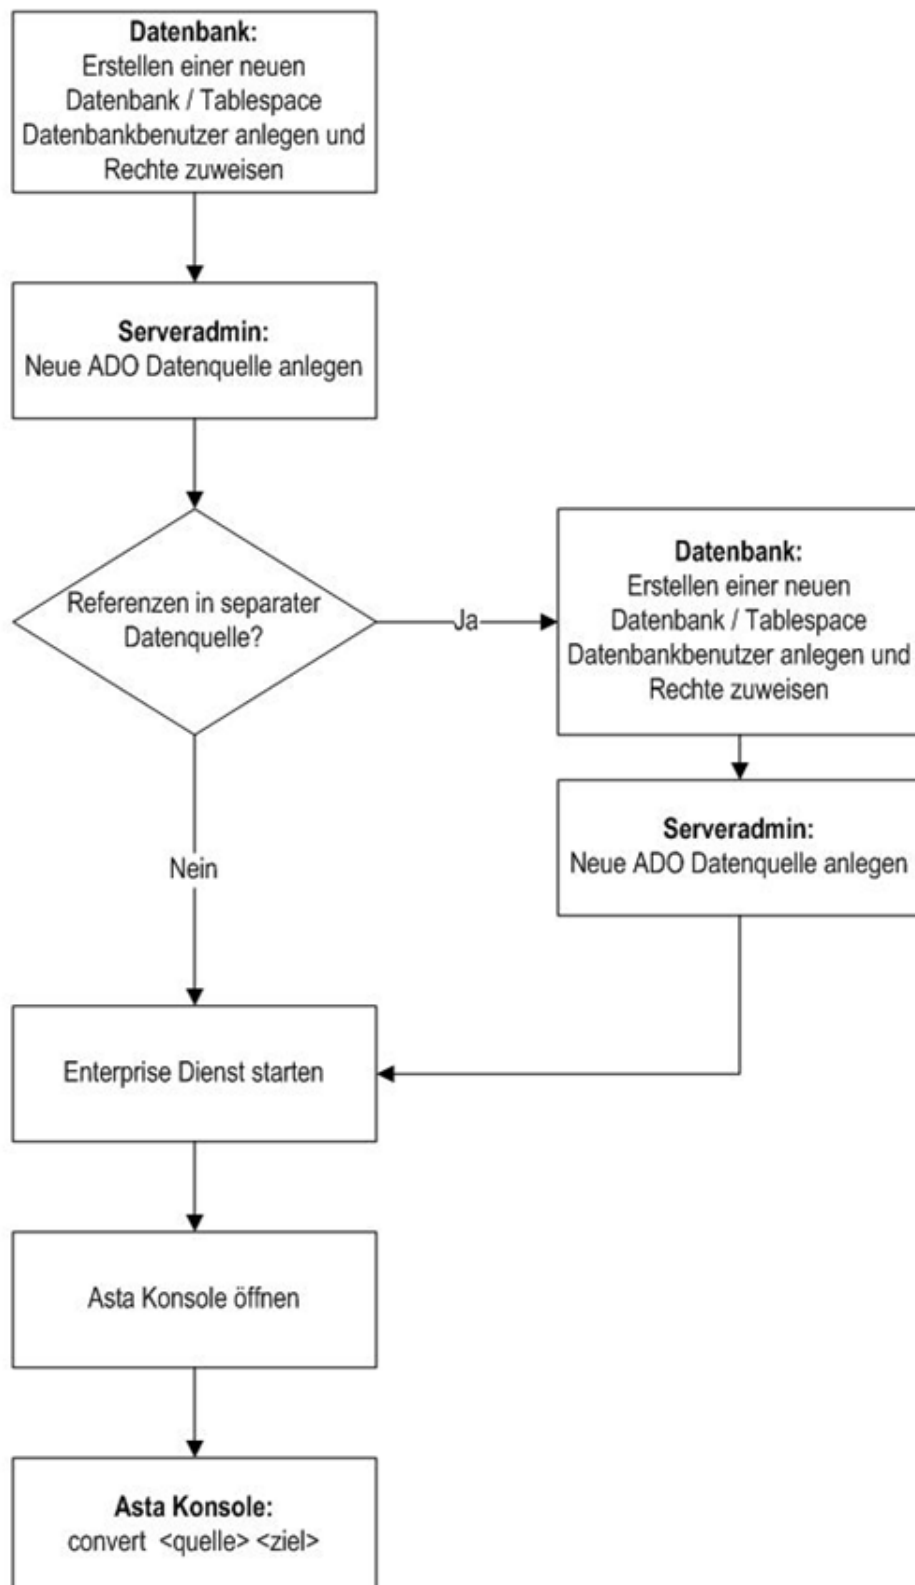 Datenbank:
Erstellen einer neuen
Datenbank / Tablespace
Datenbankbenutzer anlegen und
Rechte zuweisen
Serveradmin:
Neue ADO Datenquelle anlegen
Referenzen in separater
Datenquelle?
Ja
Datenbank:
Erstellen einer neuen
Datenbank / Tablespace
Datenbankbenutzer anlegen und
Rechte zuweisen
Serveradmin:
Neue ADO Datenquelle anlegen
Nein
Enterprise Dienst starten
Asta Konsole öffnen
Asta Konsole:
convert <quelle> <ziel>